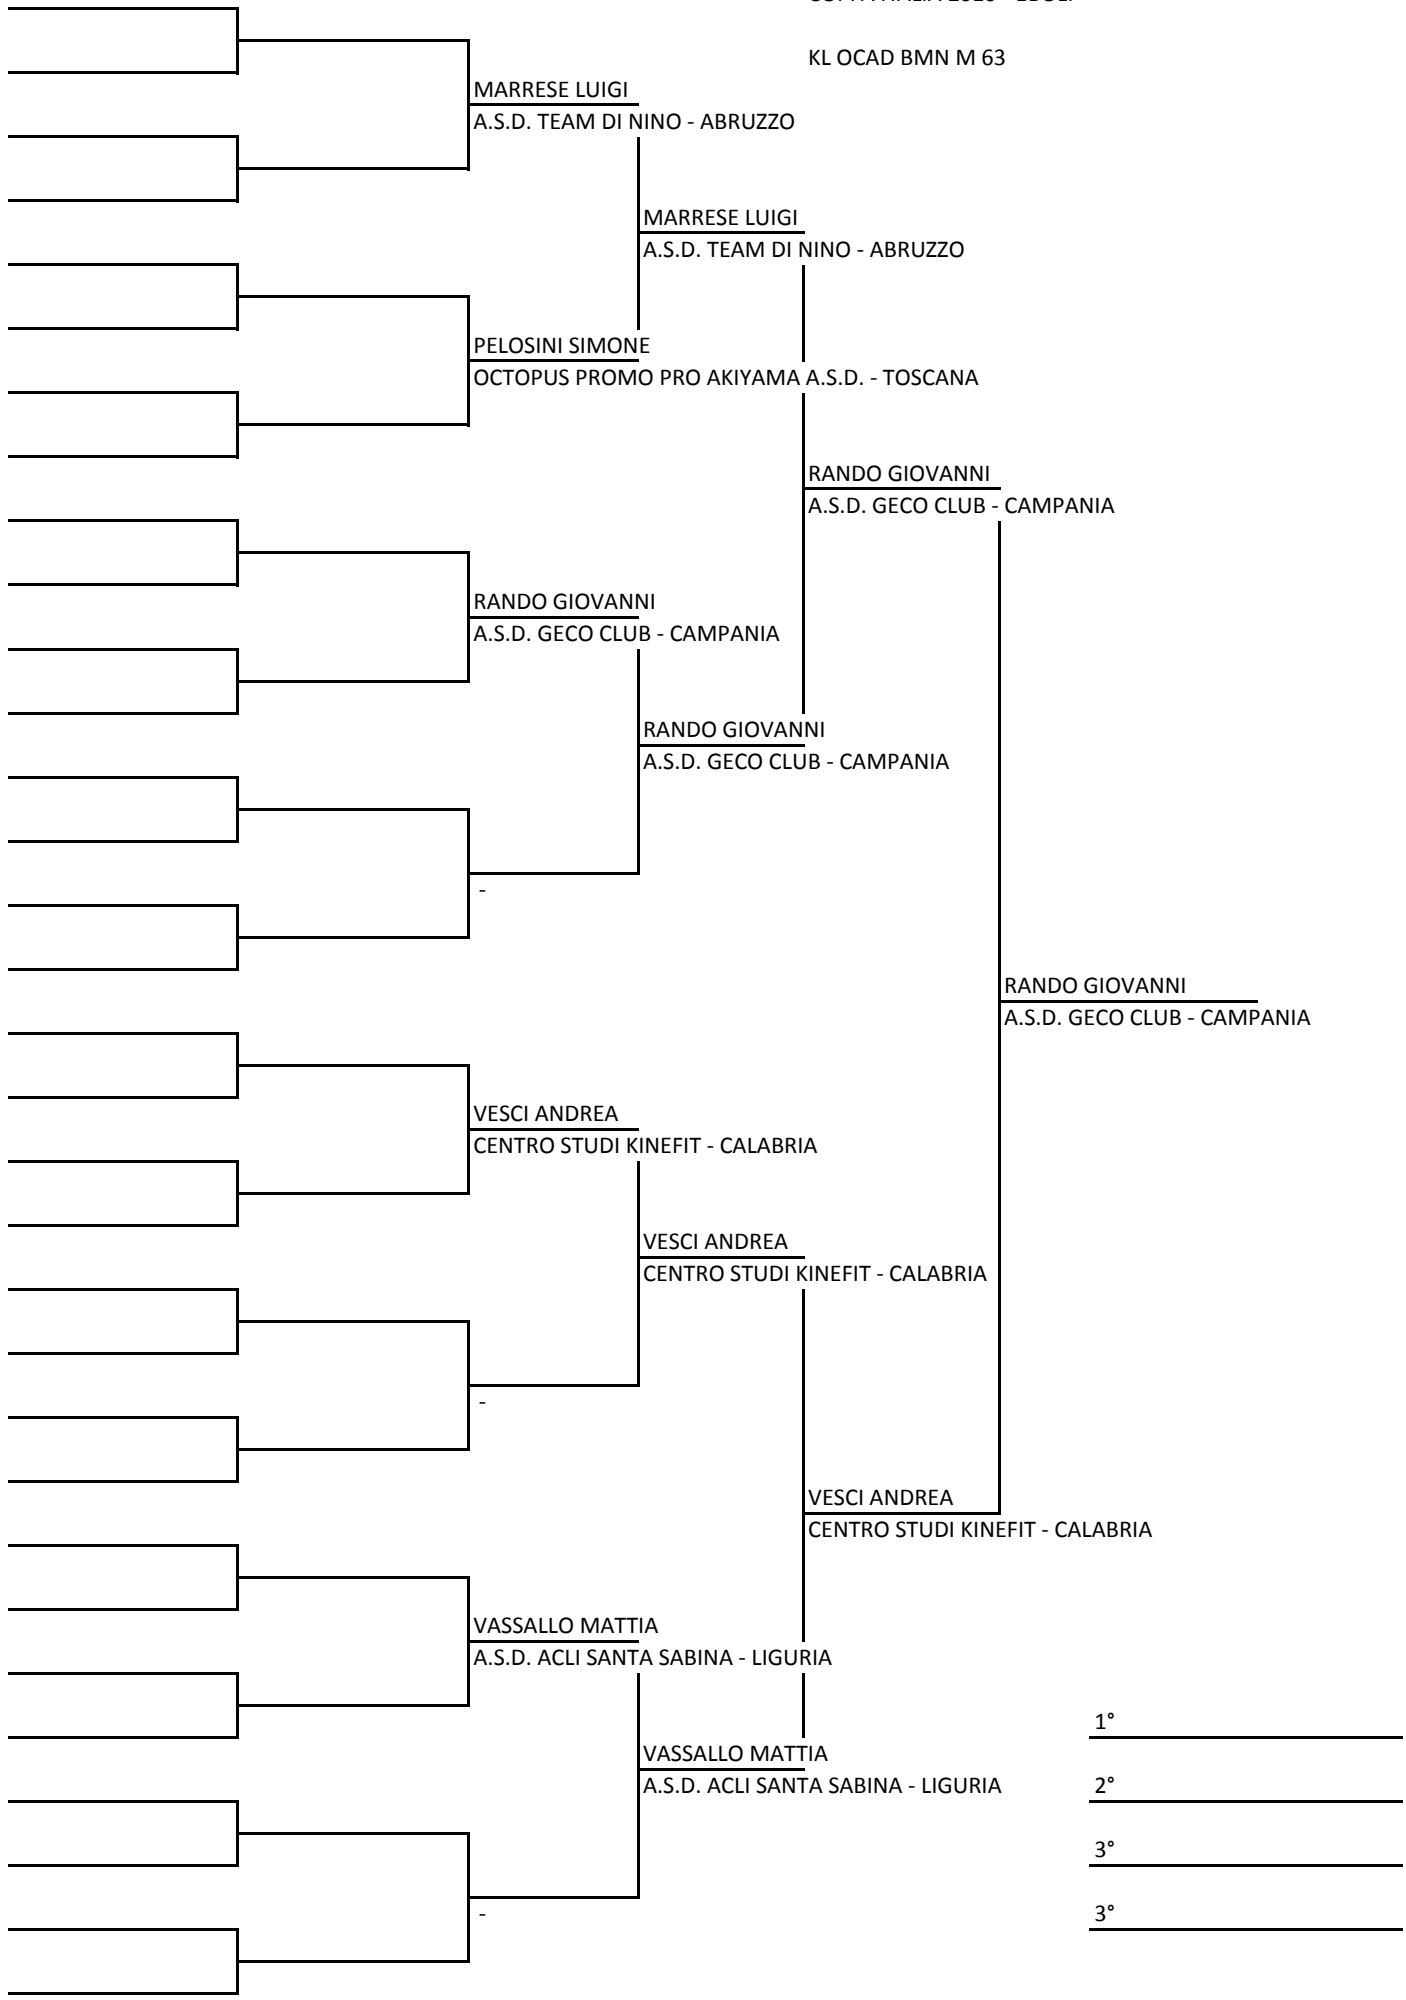 KL OCAD BMN M 63
MARRESE LUIGI
A.S.D. TEAM DI NINO - ABRUZZO
MARRESE LUIGI
A.S.D. TEAM DI NINO - ABRUZZO
PELOSINI SIMONE
OCTOPUS PROMO PRO AKIYAMA A.S.D. - TOSCANA
RANDO GIOVANNI
A.S.D. GECO CLUB - CAMPANIA
RANDO GIOVANNI
A.S.D. GECO CLUB - CAMPANIA
RANDO GIOVANNI
A.S.D. GECO CLUB - CAMPANIA
-
RANDO GIOVANNI
A.S.D. GECO CLUB - CAMPANIA
VESCI ANDREA
CENTRO STUDI KINEFIT - CALABRIA
VESCI ANDREA
CENTRO STUDI KINEFIT - CALABRIA
-
VESCI ANDREA
CENTRO STUDI KINEFIT - CALABRIA
VASSALLO MATTIA
A.S.D. ACLI SANTA SABINA - LIGURIA
1°
VASSALLO MATTIA
A.S.D. ACLI SANTA SABINA - LIGURIA
2°
3°
-
3°